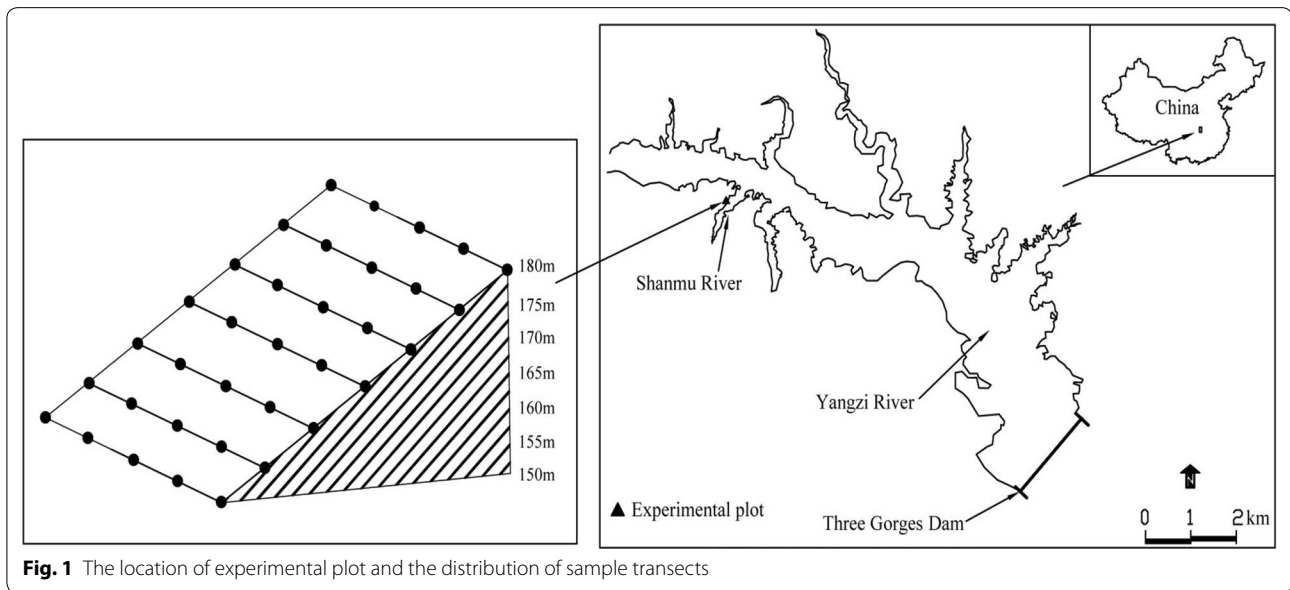 180m
175m
170m
165m
160m
155m
150m
China
Shanmu River
Yangzi River
▲ Experimental plot
Three Gorges Dam
N
0 1 2 km
Fig. 1 The location of experimental plot and the distribution of sample transects